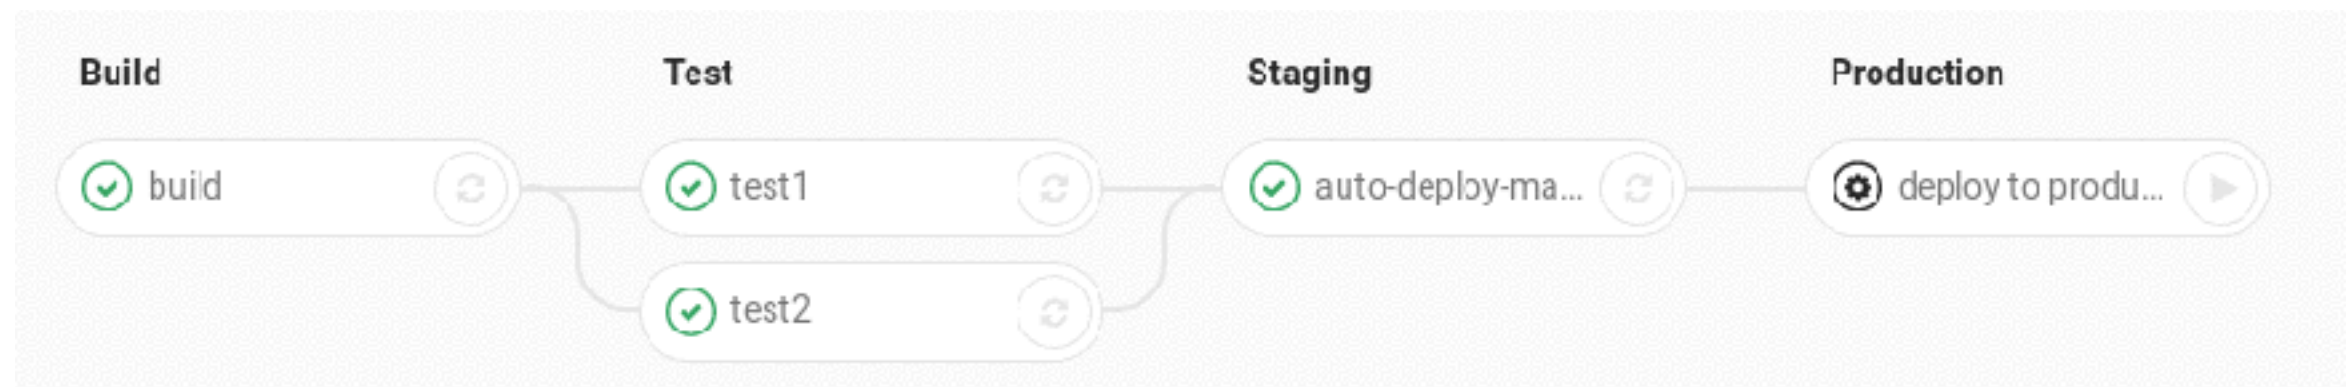 Build
Test
Staging
Production
build
test1
auto-deploy-ma...
deploy to produ...
test2